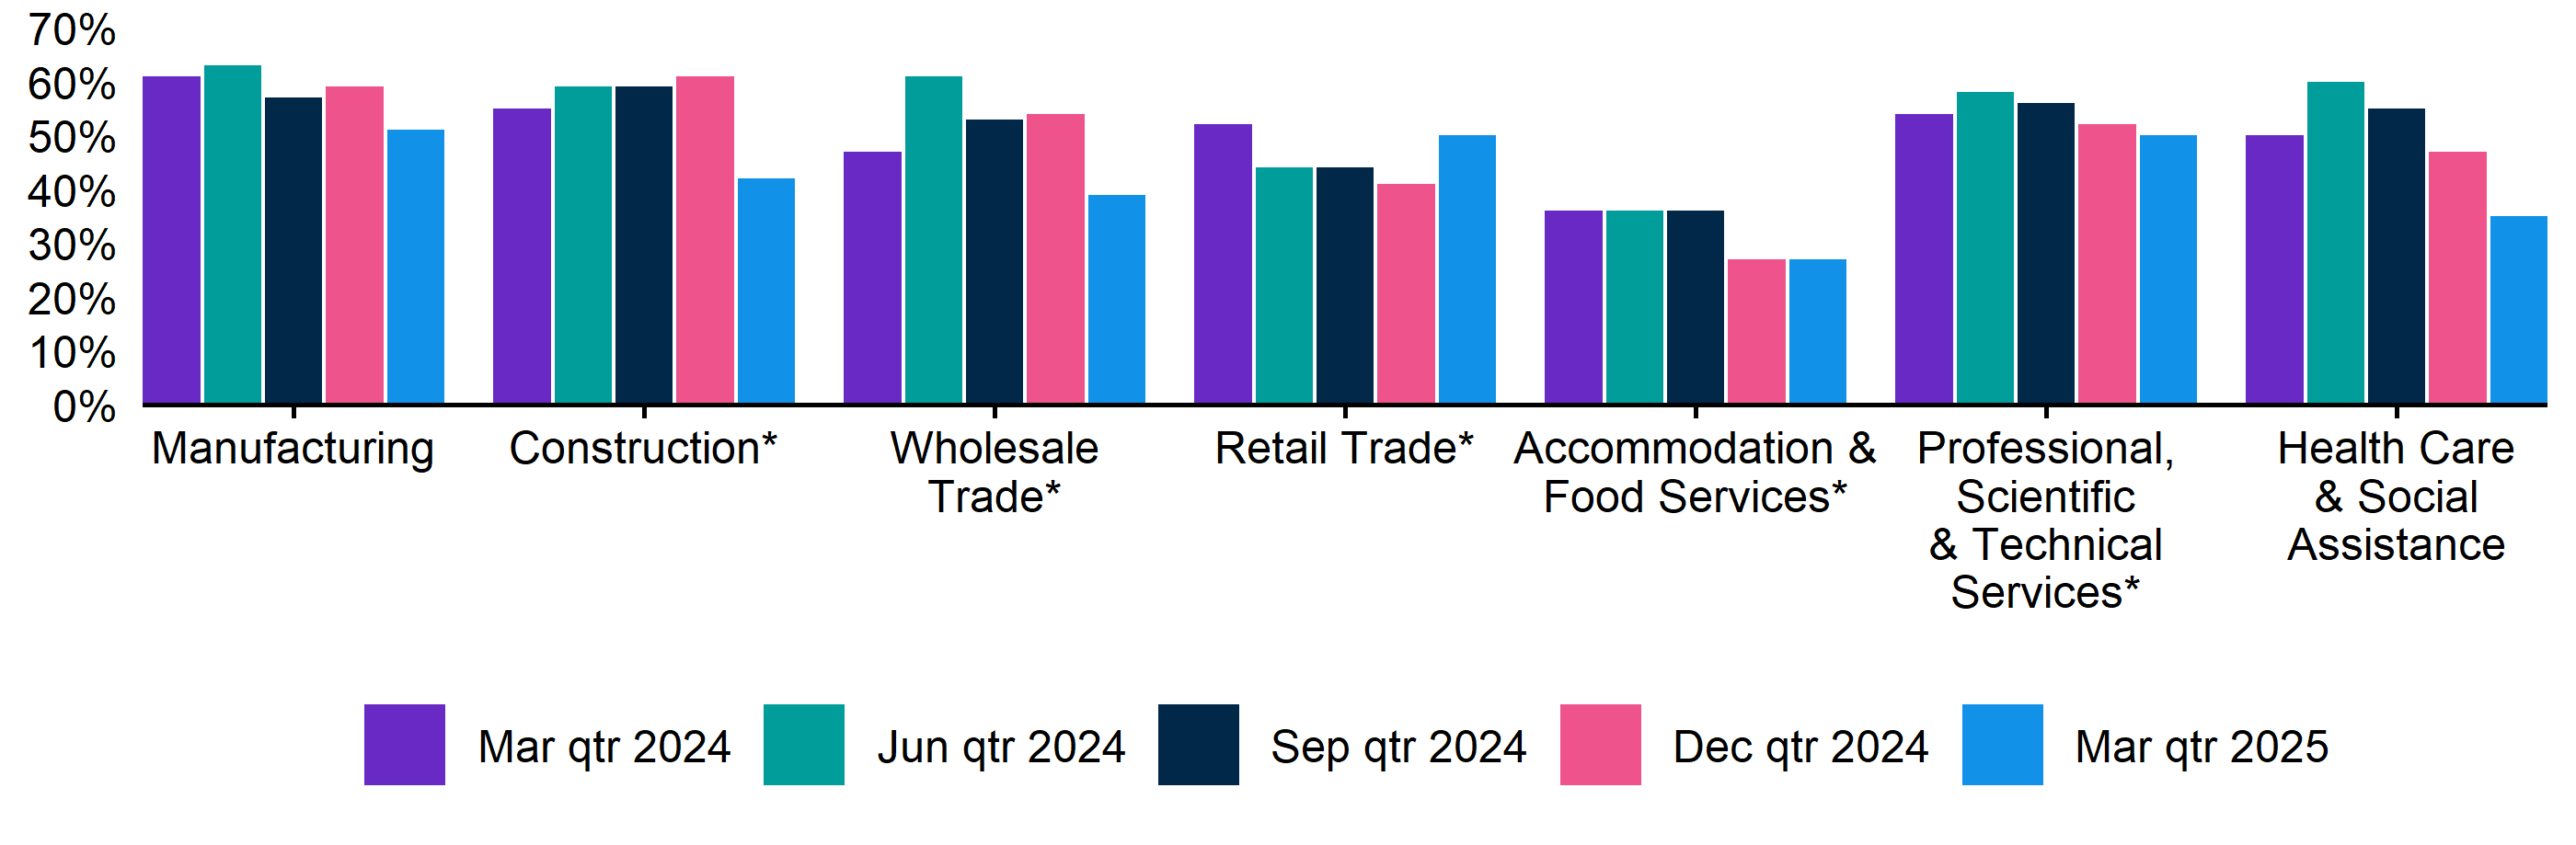 70%
60%
50%
40%
30%
20%
10%
0%
Manufacturing
Construction*
Wholesale
Trade*
Retail Trade*
Accommodation &
Food Services*
Professional,
Scientific
& Technical
Services*
Health Care
& Social
Assistance
Mar qtr 2024
Jun qtr 2024
Sep qtr 2024
Dec qtr 2024
Mar qtr 2025